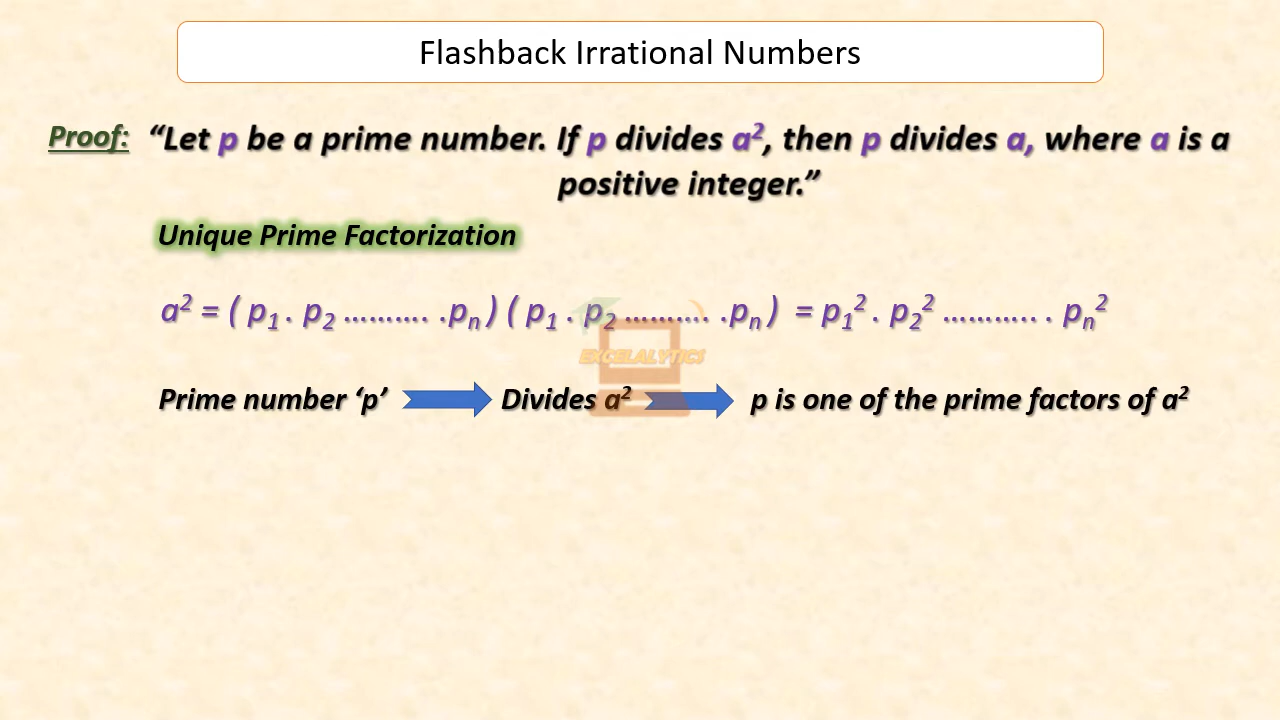 Flashback Irrational Numbers
Proof: “Let p be a prime number. If p divides a², then p divides a, where a is a
positive integer.”
Unique Prime Factorization
a² = ( p₁ . p₂ .......... .pₙ ) ( p₁ . p₂ .......... .pₙ ) = p₁² . p₂² ........... . pₙ²
EXCELALYTICS
Prime number ‘p’ Divides a² p is one of the prime factors of a²